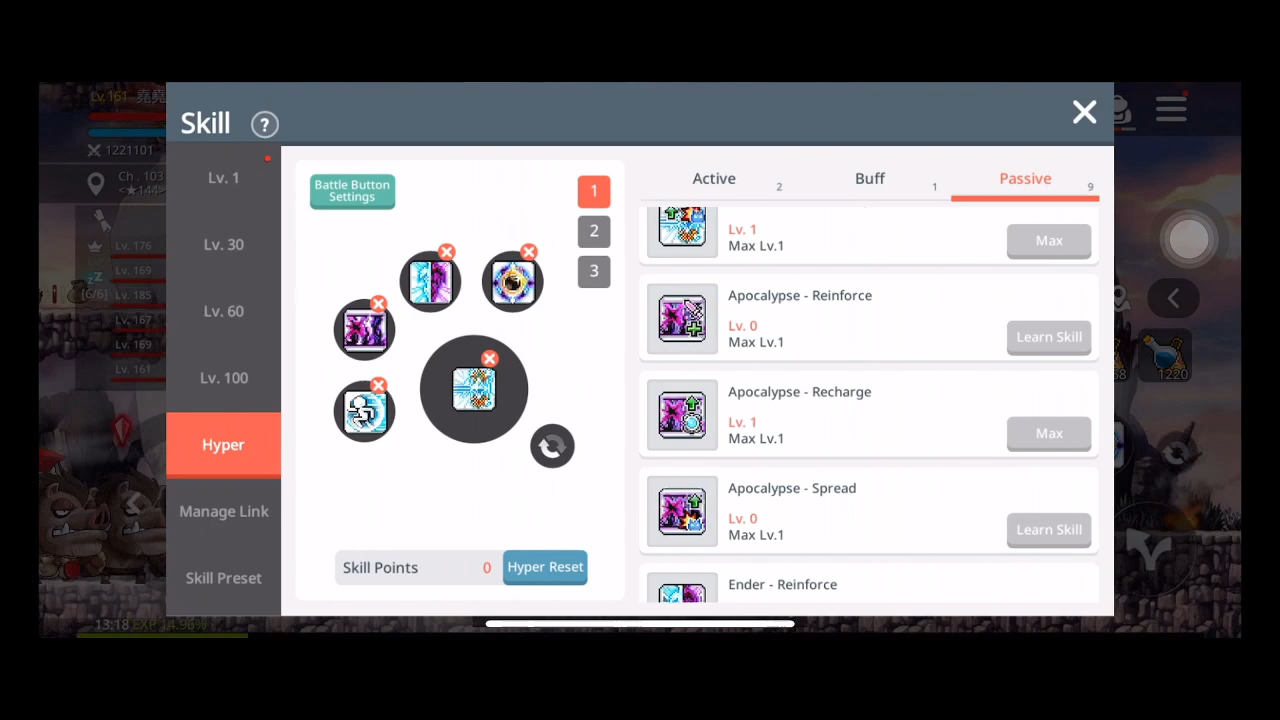 Lv.161
1221101
Ch. 103
<★144>
Lv. 176
Lv. 169
[6/6] Lv. 185
Lv. 167
Lv. 169
Lv. 161
13:18 EXP 14.96%
Skill ?
Lv. 1
Lv. 30
Lv. 60
Lv. 100
Hyper
Manage Link
Skill Preset
Battle Button
Settings
1
2
3
Skill Points 0 Hyper Reset
Active 2 Buff 1 Passive 9
Lv. 1
Max Lv.1
Max
Apocalypse - Reinforce
Lv. 0
Max Lv.1
Learn Skill
Apocalypse - Recharge
Lv. 1
Max Lv.1
Max
Apocalypse - Spread
Lv. 0
Max Lv.1
Learn Skill
Ender - Reinforce
1220